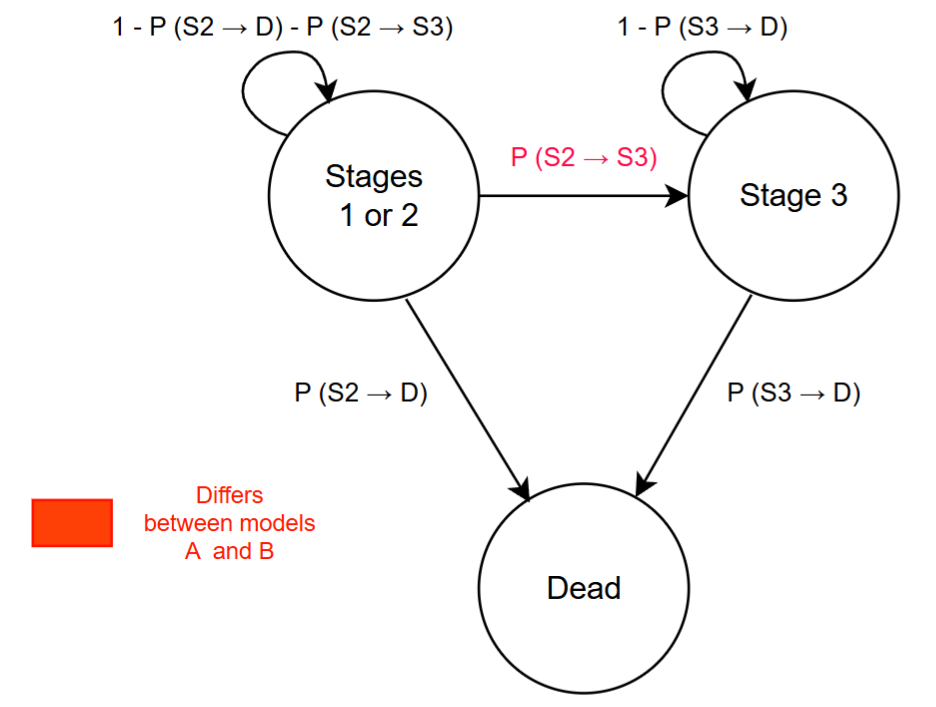 1 - P (S2 → D) - P (S2 → S3)
1 - P (S3 → D)
Stages
1 or 2
P (S2 → S3)
Stage 3
P (S2 → D)
P (S3 → D)
Differs
between models
A and B
Dead